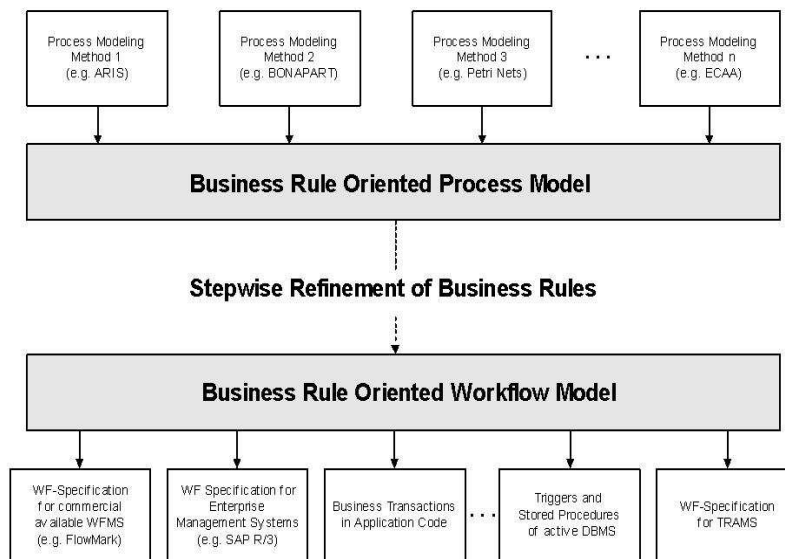 Process Modeling
Method 1
(e.g. ARIS)
Process Modeling
Method 2
(e.g. BONAPART)
Process Modeling
Method 3
(e.g. Petri Nets)
. . .
Process Modeling
Method n
(e.g. ECAA)
Business Rule Oriented Process Model
Stepwise Refinement of Business Rules
Business Rule Oriented Workflow Model
WF-Specification
for commercial
available WFMS
(e.g. FlowMark)
WF Specification for
Enterprise
Management Systems
(e.g. SAP R/3)
Business Transactions
in Application Code
. . .
Triggers and
Stored Procedures
of active DBMS
WF-Specification
for TRAMS